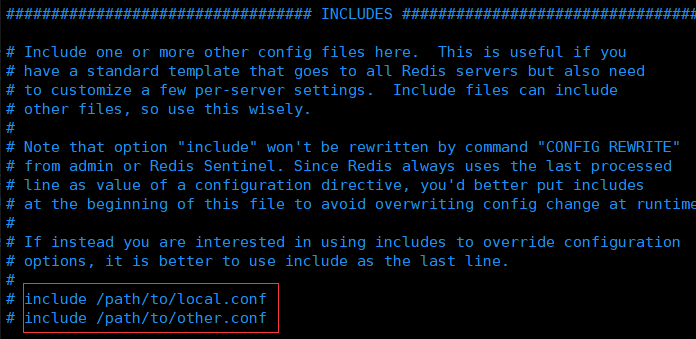 ################################## INCLUDES ###################################
# Include one or more other config files here.  This is useful if you
# have a standard template that goes to all Redis servers but also need
# to customize a few per-server settings.  Include files can include
# other files, so use this wisely.
#
# Note that option "include" won't be rewritten by command "CONFIG REWRITE"
# from admin or Redis Sentinel. Since Redis always uses the last processed
# line as value of a configuration directive, you'd better put includes
# at the beginning of this file to avoid overwriting config change at runtime
#
# If instead you are interested in using includes to override configuration
# options, it is better to use include as the last line.
#
# include /path/to/local.conf
# include /path/to/other.conf